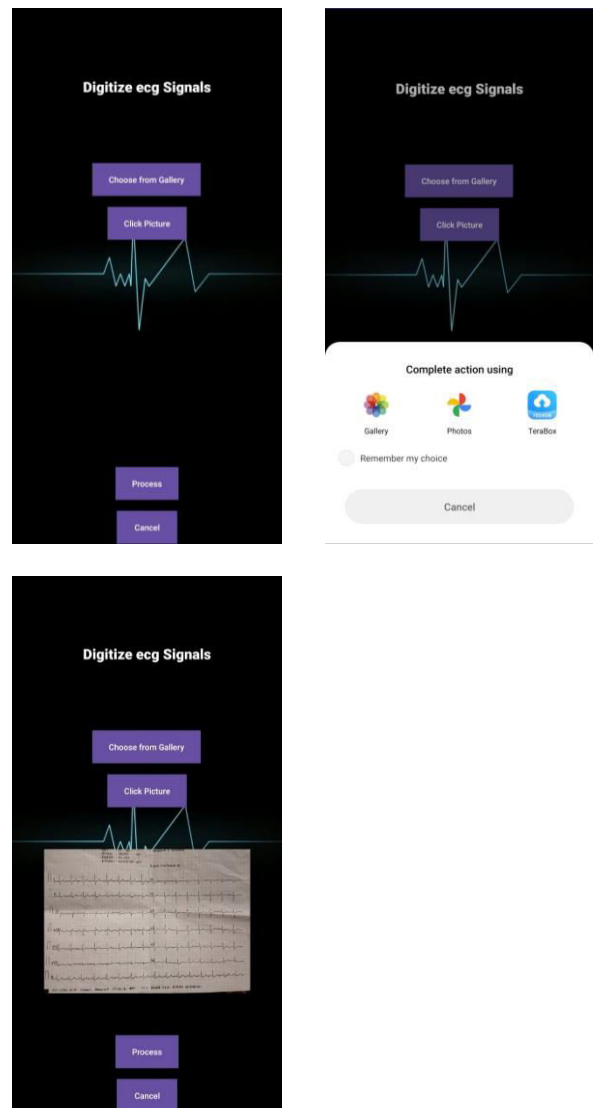 Digitize ecg Signals
Choose from Gallery
Click Picture
Process
Cancel
Digitize ecg Signals
Choose from Gallery
Click Picture
Complete action using
Gallery
Photos
TeraBox
Remember my choice
Cancel
Digitize ecg Signals
Choose from Gallery
Click Picture
Process
Cancel